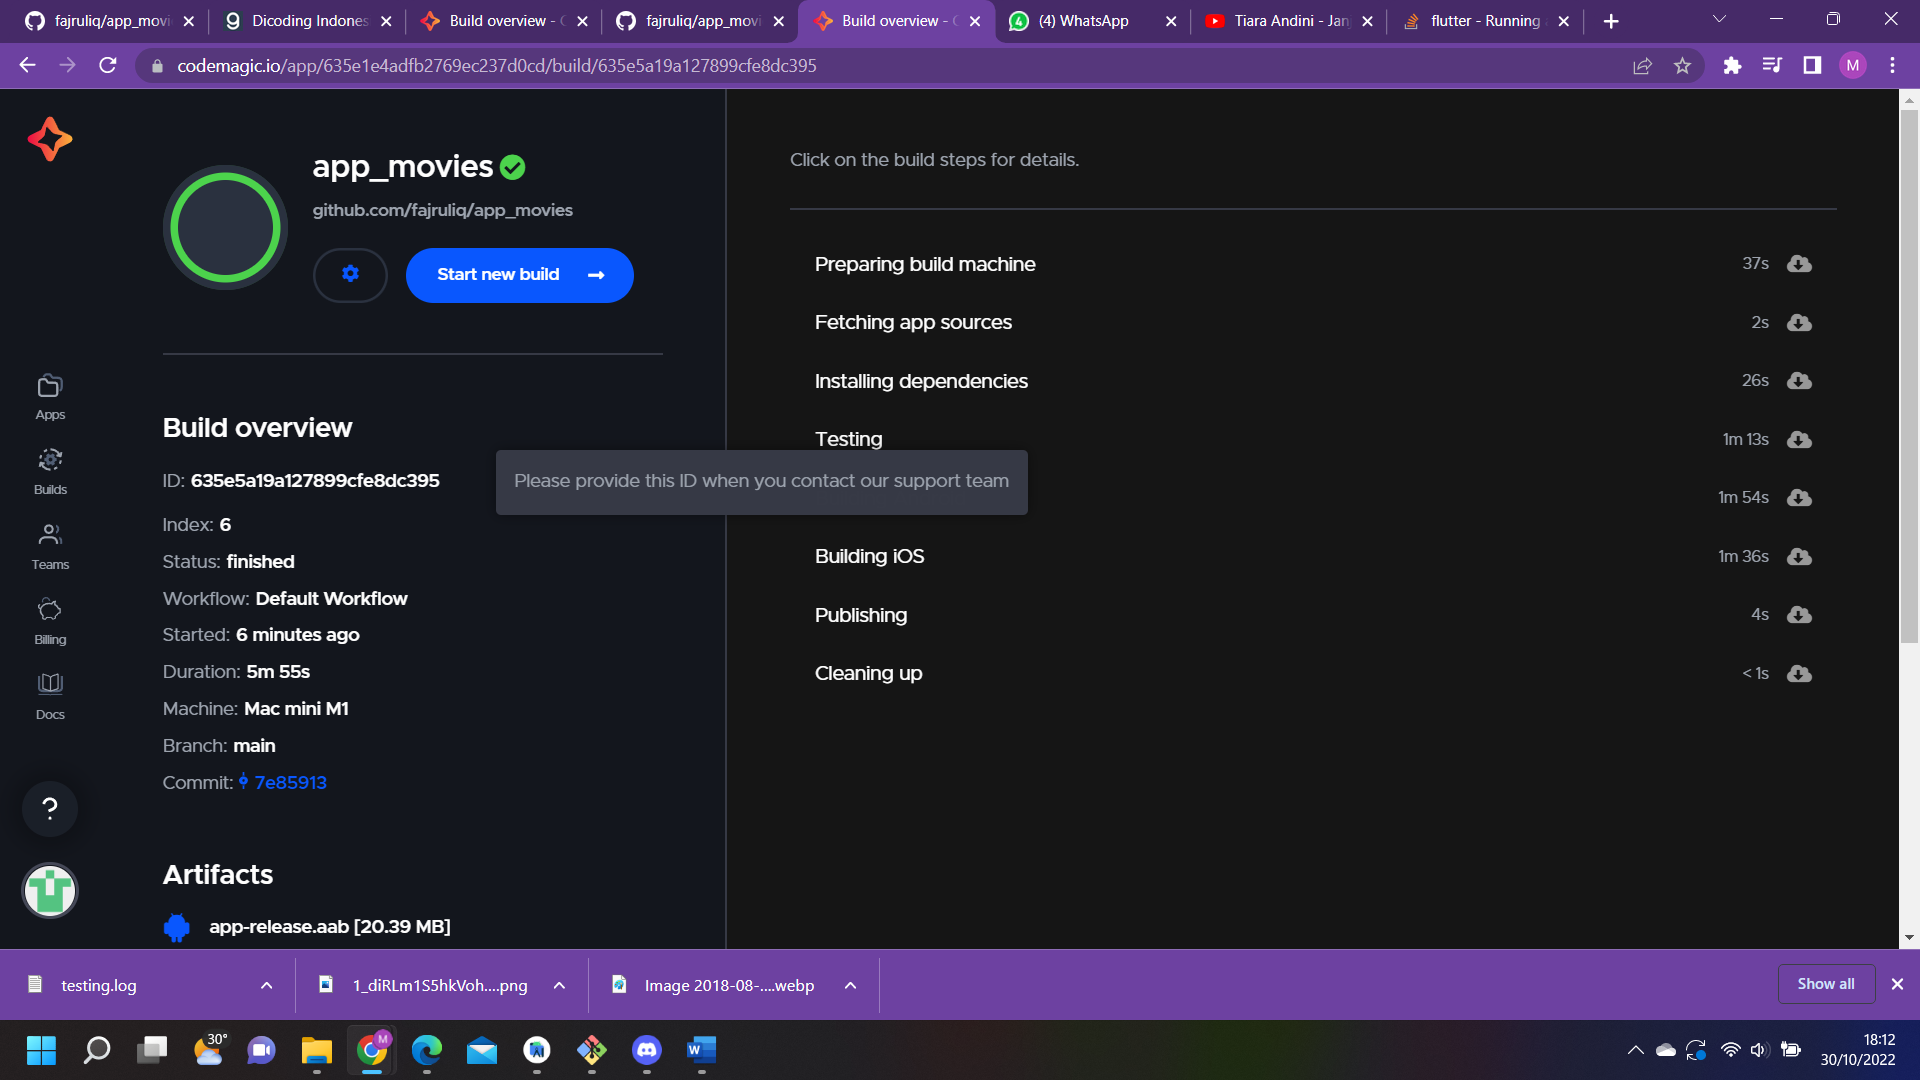 fajruliq/app_movi
Dicoding Indones
Build overview -
fajruliq/app_movi
Build overview -
(4) WhatsApp
Tiara Andini - Jan
flutter - Running
codemagic.io/app/635e1e4adfb2769ec237d0cd/build/635e5a19a127899cfe8dc395
M
app_movies
github.com/fajruliq/app_movies
Start new build
Click on the build steps for details.
Preparing build machine 37s
Fetching app sources 2s
Installing dependencies 26s
Testing 1m 13s
1m 54s
Building iOS 1m 36s
Publishing 4s
Cleaning up < 1s
Apps
Builds
Teams
Billing
Docs
?
Build overview
ID: 635e5a19a127899cfe8dc395
Please provide this ID when you contact our support team
Index: 6
Status: finished
Workflow: Default Workflow
Started: 6 minutes ago
Duration: 5m 55s
Machine: Mac mini M1
Branch: main
Commit: 7e85913
Artifacts
app-release.aab [20.39 MB]
testing.log
1_diRLm1S5hkVoh....png
Image 2018-08-....webp
Show all
30°
M
18:12
30/10/2022